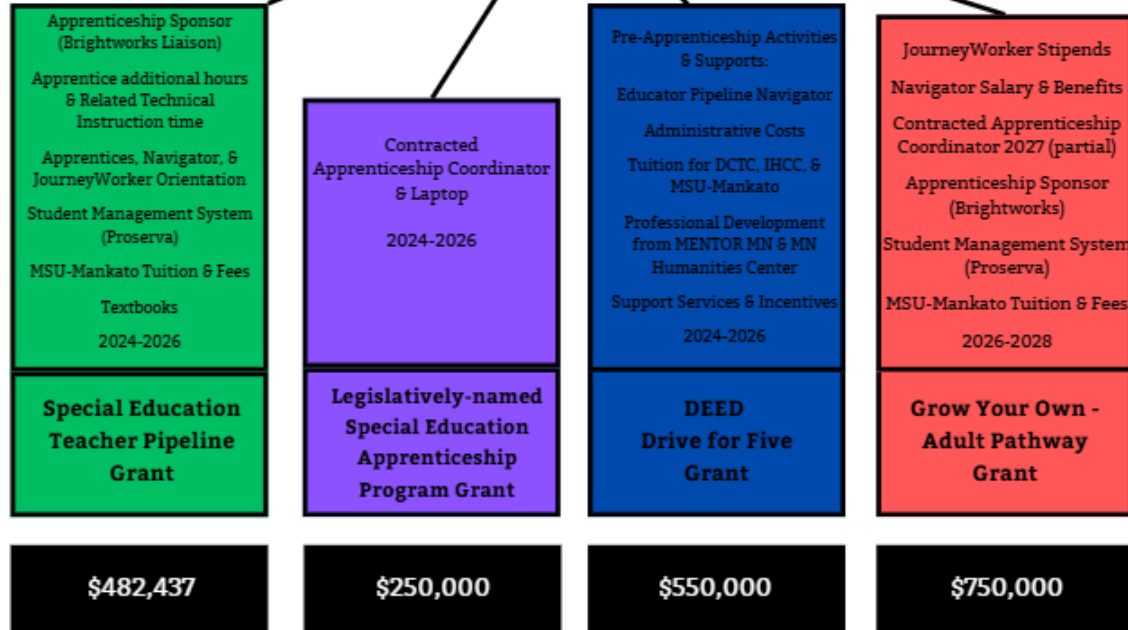 Apprenticeship Sponsor
(Brightworks Liaison)
Apprentice additional hours
& Related Technical
Instruction time
Apprentices, Navigator, &
JourneyWorker Orientation
Student Management System
(Proserva)
MSU-Mankato Tuition & Fees
Textbooks
2024-2026
Special Education
Teacher Pipeline
Grant
$482,437
Contracted
Apprenticeship Coordinator
& Laptop
2024-2026
Legislatively-named
Special Education
Apprenticeship
Program Grant
$250,000
Pre-Apprenticeship Activities
& Supports:
Educator Pipeline Navigator
Administrative Costs
Tuition for DCTC, IHCC, &
MSU-Mankato
Professional Development
from MENTOR MN & MN
Humanities Center
Support Services & Incentives
2024-2026
DEED
Drive for Five
Grant
$550,000
JourneyWorker Stipends
Navigator Salary & Benefits
Contracted Apprenticeship
Coordinator 2027 (partial)
Apprenticeship Sponsor
(Brightworks)
Student Management System
(Proserva)
MSU-Mankato Tuition & Fees
2026-2028
Grow Your Own -
Adult Pathway
Grant
$750,000